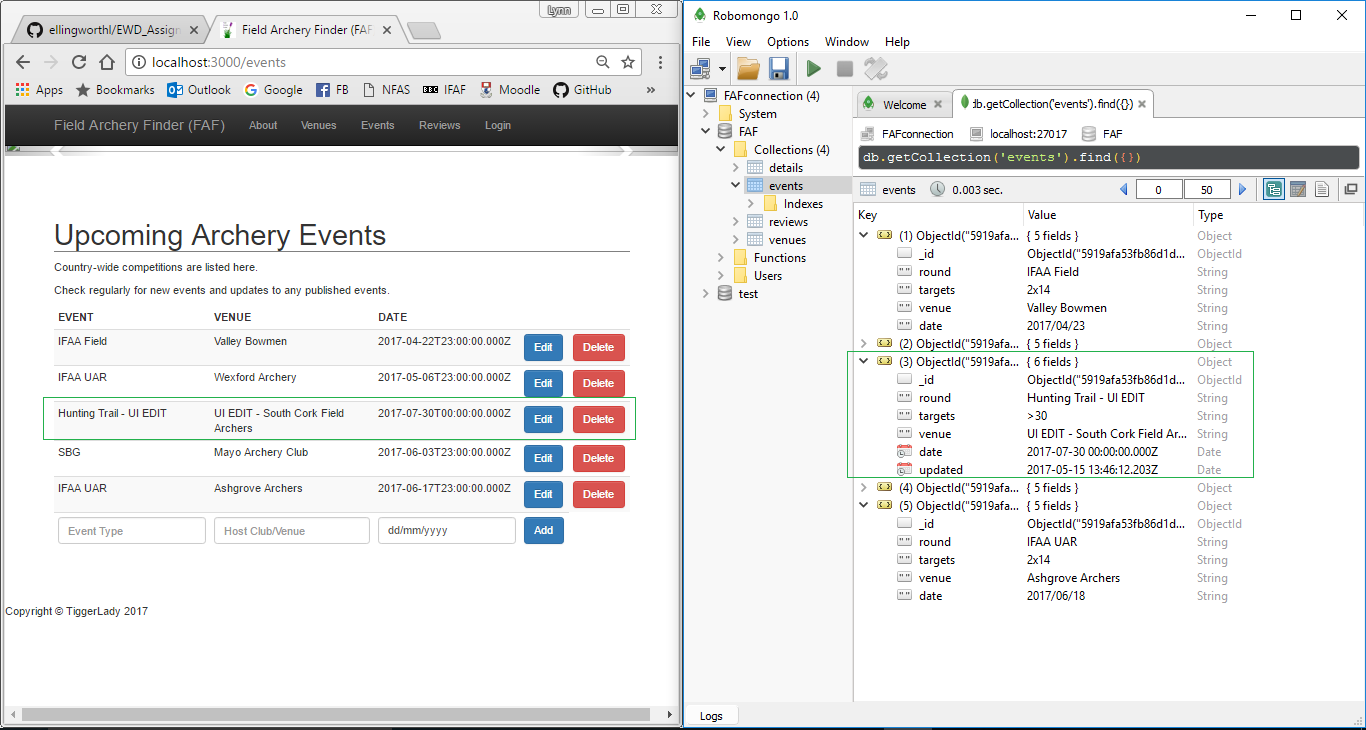 Lynn
ellingworthl/EWD_Assign
Field Archery Finder (FAF
localhost:3000/events
Apps
Bookmarks
Outlook
Google
FB
NFAS
IFAF
Moodle
GitHub
»
Field Archery Finder (FAF)
About
Venues
Events
Reviews
Login
Upcoming Archery Events
Country-wide competitions are listed here.
Check regularly for new events and updates to any published events.
EVENT VENUE DATE
IFAA Field Valley Bowmen 2017-04-22T23:00:00.000Z Edit Delete
IFAA UAR Wexford Archery 2017-05-06T23:00:00.000Z Edit Delete
Hunting Trail - UI EDIT UI EDIT - South Cork Field 2017-07-30T00:00:00.000Z Edit Delete
Archers
SBG Mayo Archery Club 2017-06-03T23:00:00.000Z Edit Delete
IFAA UAR Ashgrove Archers 2017-06-17T23:00:00.000Z Edit Delete
Event Type Host Club/Venue dd/mm/yyyy Add
Copyright © TiggerLady 2017
Robomongo 1.0
File View Options Window Help
FAFconnection (4)
System
FAF
Collections (4)
details
events
Indexes
reviews
venues
Functions
Users
test
Welcome
db.getCollection('events').find({})
FAFconnection localhost:27017 FAF
db.getCollection('events').find({})
events 0.003 sec. 0 50
Key Value Type
(1) ObjectId("5919afa... { 5 fields } Object
_id ObjectId("5919afa53fb86d1d... ObjectId
round IFAA Field String
targets 2x14 String
venue Valley Bowmen String
date 2017/04/23 String
(2) ObjectId("5919afa... { 5 fields } Object
(3) ObjectId("5919afa... { 6 fields } Object
_id ObjectId("5919afa53fb86d1d... ObjectId
round Hunting Trail - UI EDIT String
targets >30 String
venue UI EDIT - South Cork Field Ar... String
date 2017-07-30 00:00:00.000Z Date
updated 2017-05-15 13:46:12.203Z Date
(4) ObjectId("5919afa... { 5 fields } Object
(5) ObjectId("5919afa... { 5 fields } Object
_id ObjectId("5919afa53fb86d1d... ObjectId
round IFAA UAR String
targets 2x14 String
venue Ashgrove Archers String
date 2017/06/18 String
Logs